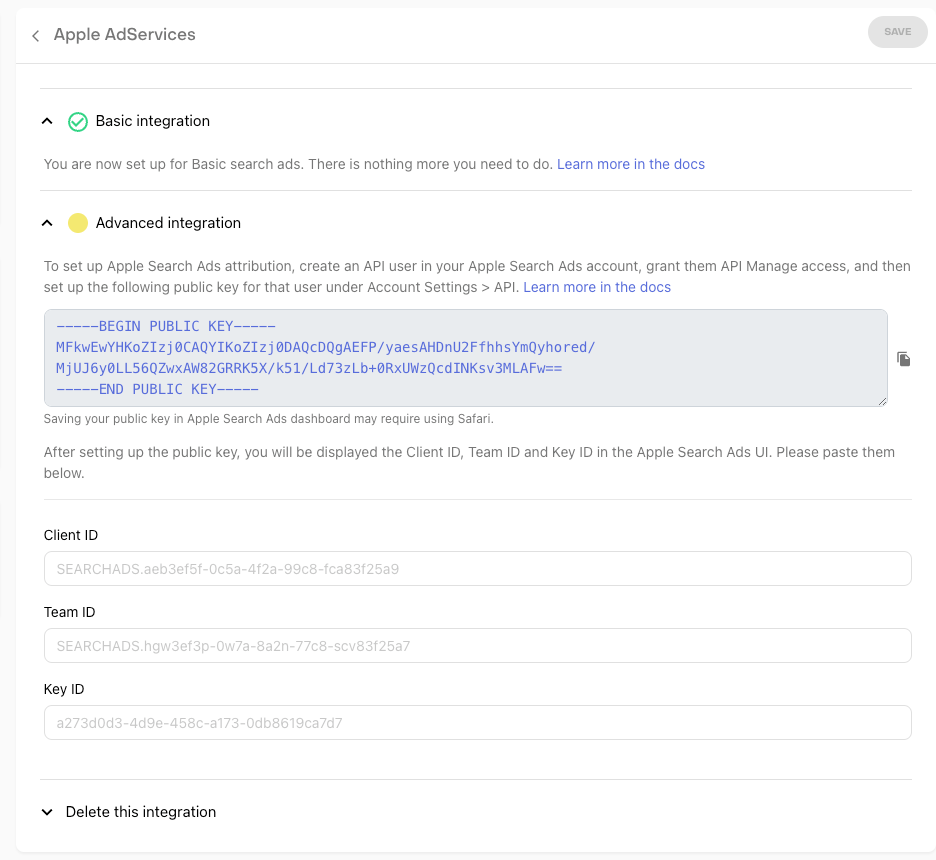 Apple AdServices
SAVE
Basic integration
You are now set up for Basic search ads. There is nothing more you need to do. Learn more in the docs
Advanced integration
To set up Apple Search Ads attribution, create an API user in your Apple Search Ads account, grant them API Manage access, and then
set up the following public key for that user under Account Settings > API. Learn more in the docs
-----BEGIN PUBLIC KEY-----
MFkwEwYHKoZIzj0CAQYIKoZIzj0DAQcDQgAEFP/yaesAHDnU2FfhhsYmQyhored/
MjUJ6y0LL56QZwxAW82GRRK5X/k51/Ld73zLb+0RxUWzQcdINKsv3MLAFw==
-----END PUBLIC KEY-----
Saving your public key in Apple Search Ads dashboard may require using Safari.
After setting up the public key, you will be displayed the Client ID, Team ID and Key ID in the Apple Search Ads UI. Please paste them
below.
Client ID
SEARCHADS.aeb3ef5f-0c5a-4f2a-99c8-fca83f25a9
Team ID
SEARCHADS.hgw3ef3p-0w7a-8a2n-77c8-scv83f25a7
Key ID
a273d0d3-4d9e-458c-a173-0db8619ca7d7
Delete this integration